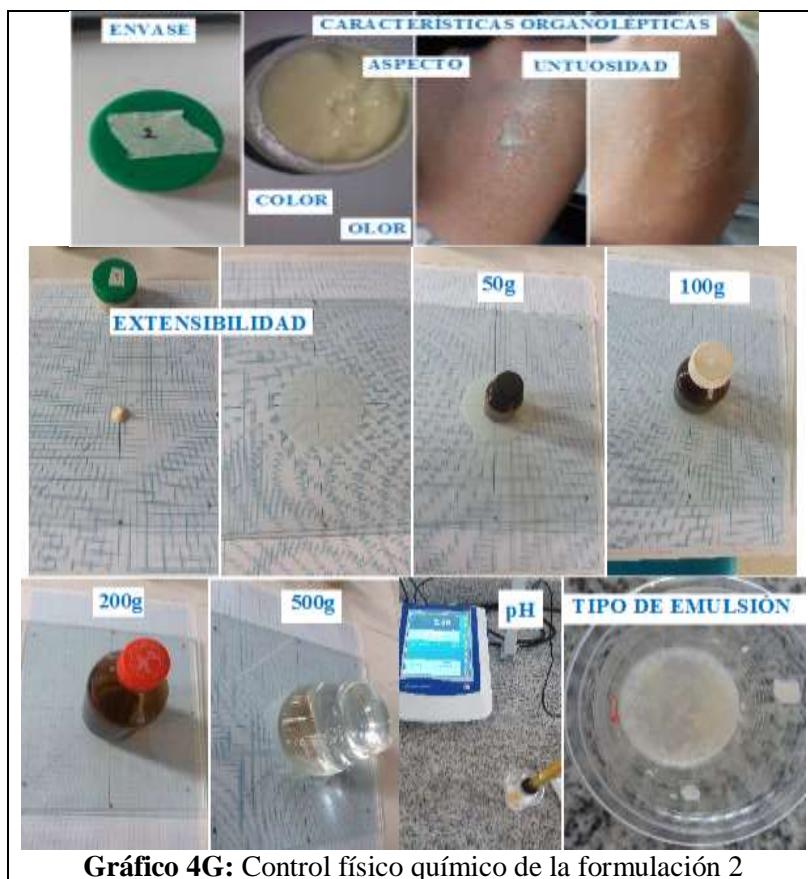 ENVASE
CARACTERÍSTICAS ORGANOLÉPTICAS
ASPECTO
UNTUOSIDAD
COLOR
OLOR
EXTENSIBILIDAD
50g
100g
200g
500g
pH
TIPO DE EMULSIÓN
Gráfico 4G: Control físico químico de la formulación 2